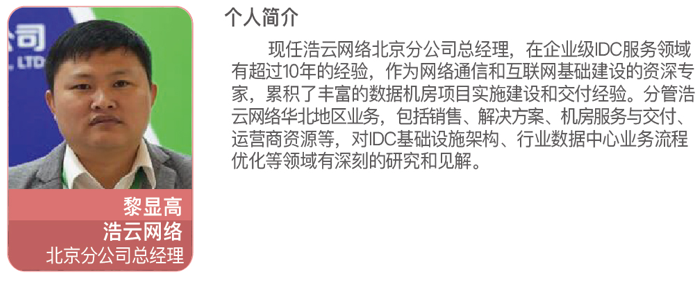 个人简介
现任浩云网络北京分公司总经理，在企业级IDC服务领域
有超过10年的经验，作为网络通信和互联网基础建设的资深专
家，累积了丰富的数据机房项目实施建设和交付经验。分管浩
云网络华北地区业务，包括销售、解决方案、机房服务与交付、
运营商资源等，对IDC基础设施架构、行业数据中心业务流程
优化等领域有深刻的研究和见解。
公司
, LTD
黎显高
浩云网络
北京分公司总经理